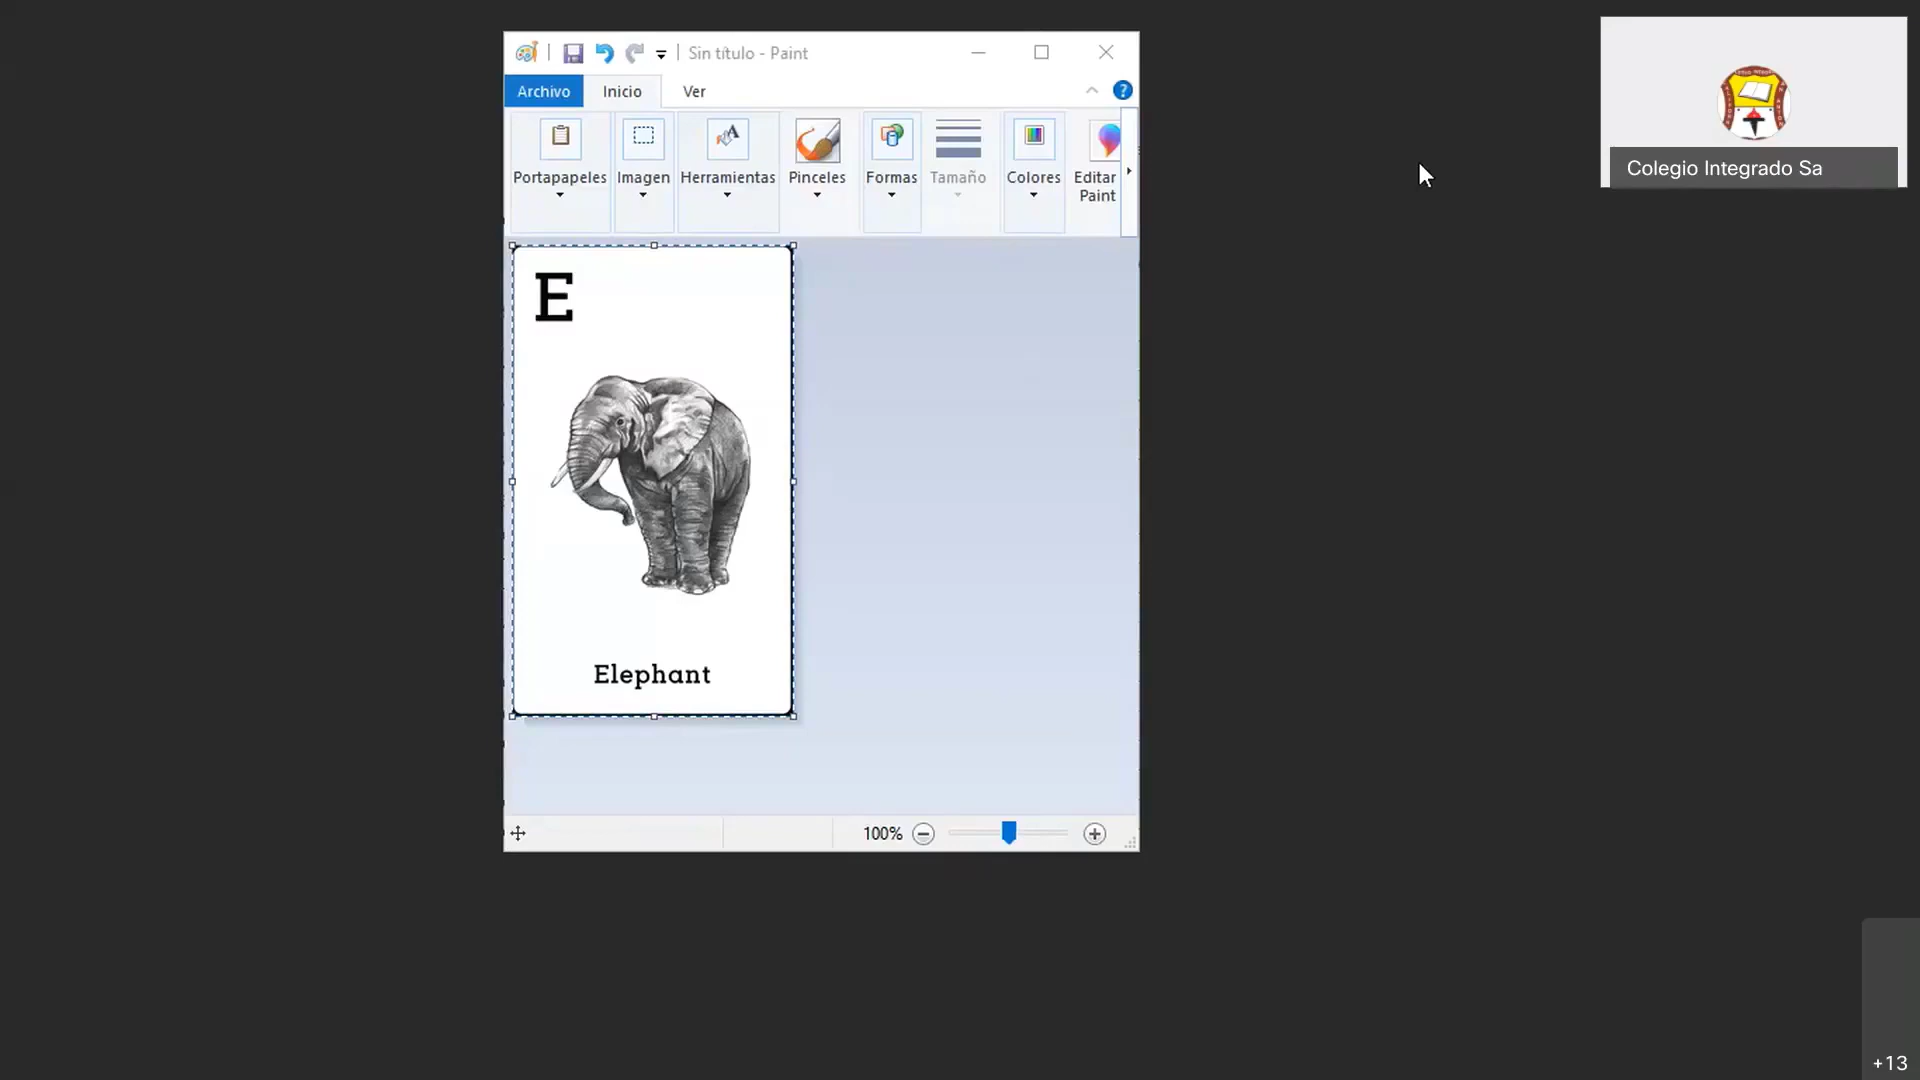 Sin título - Paint
Archivo
Inicio
Ver
Portapapeles
Imagen
Herramientas
Pinceles
Formas
Tamaño
Colores
Editar
Paint
E
Elephant
100%
Colegio Integrado Sa
+13